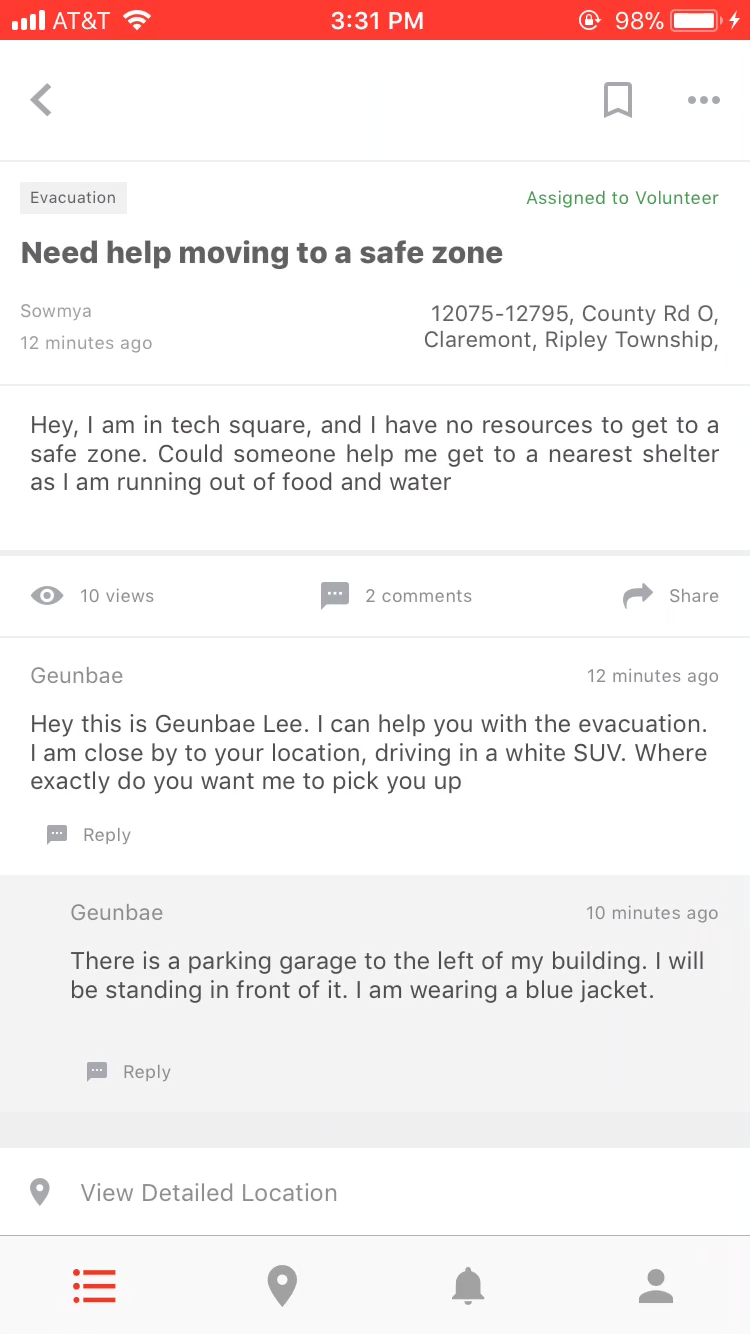 AT&T 3:31 PM 98%
Evacuation Assigned to Volunteer
Need help moving to a safe zone
Sowmya
12 minutes ago
12075-12795, County Rd O,
Claremont, Ripley Township,
Hey, I am in tech square, and I have no resources to get to a
safe zone. Could someone help me get to a nearest shelter
as I am running out of food and water
10 views 2 comments Share
Geunbae 12 minutes ago
Hey this is Geunbae Lee. I can help you with the evacuation.
I am close by to your location, driving in a white SUV. Where
exactly do you want me to pick you up
Reply
Geunbae 10 minutes ago
There is a parking garage to the left of my building. I will
be standing in front of it. I am wearing a blue jacket.
Reply
View Detailed Location